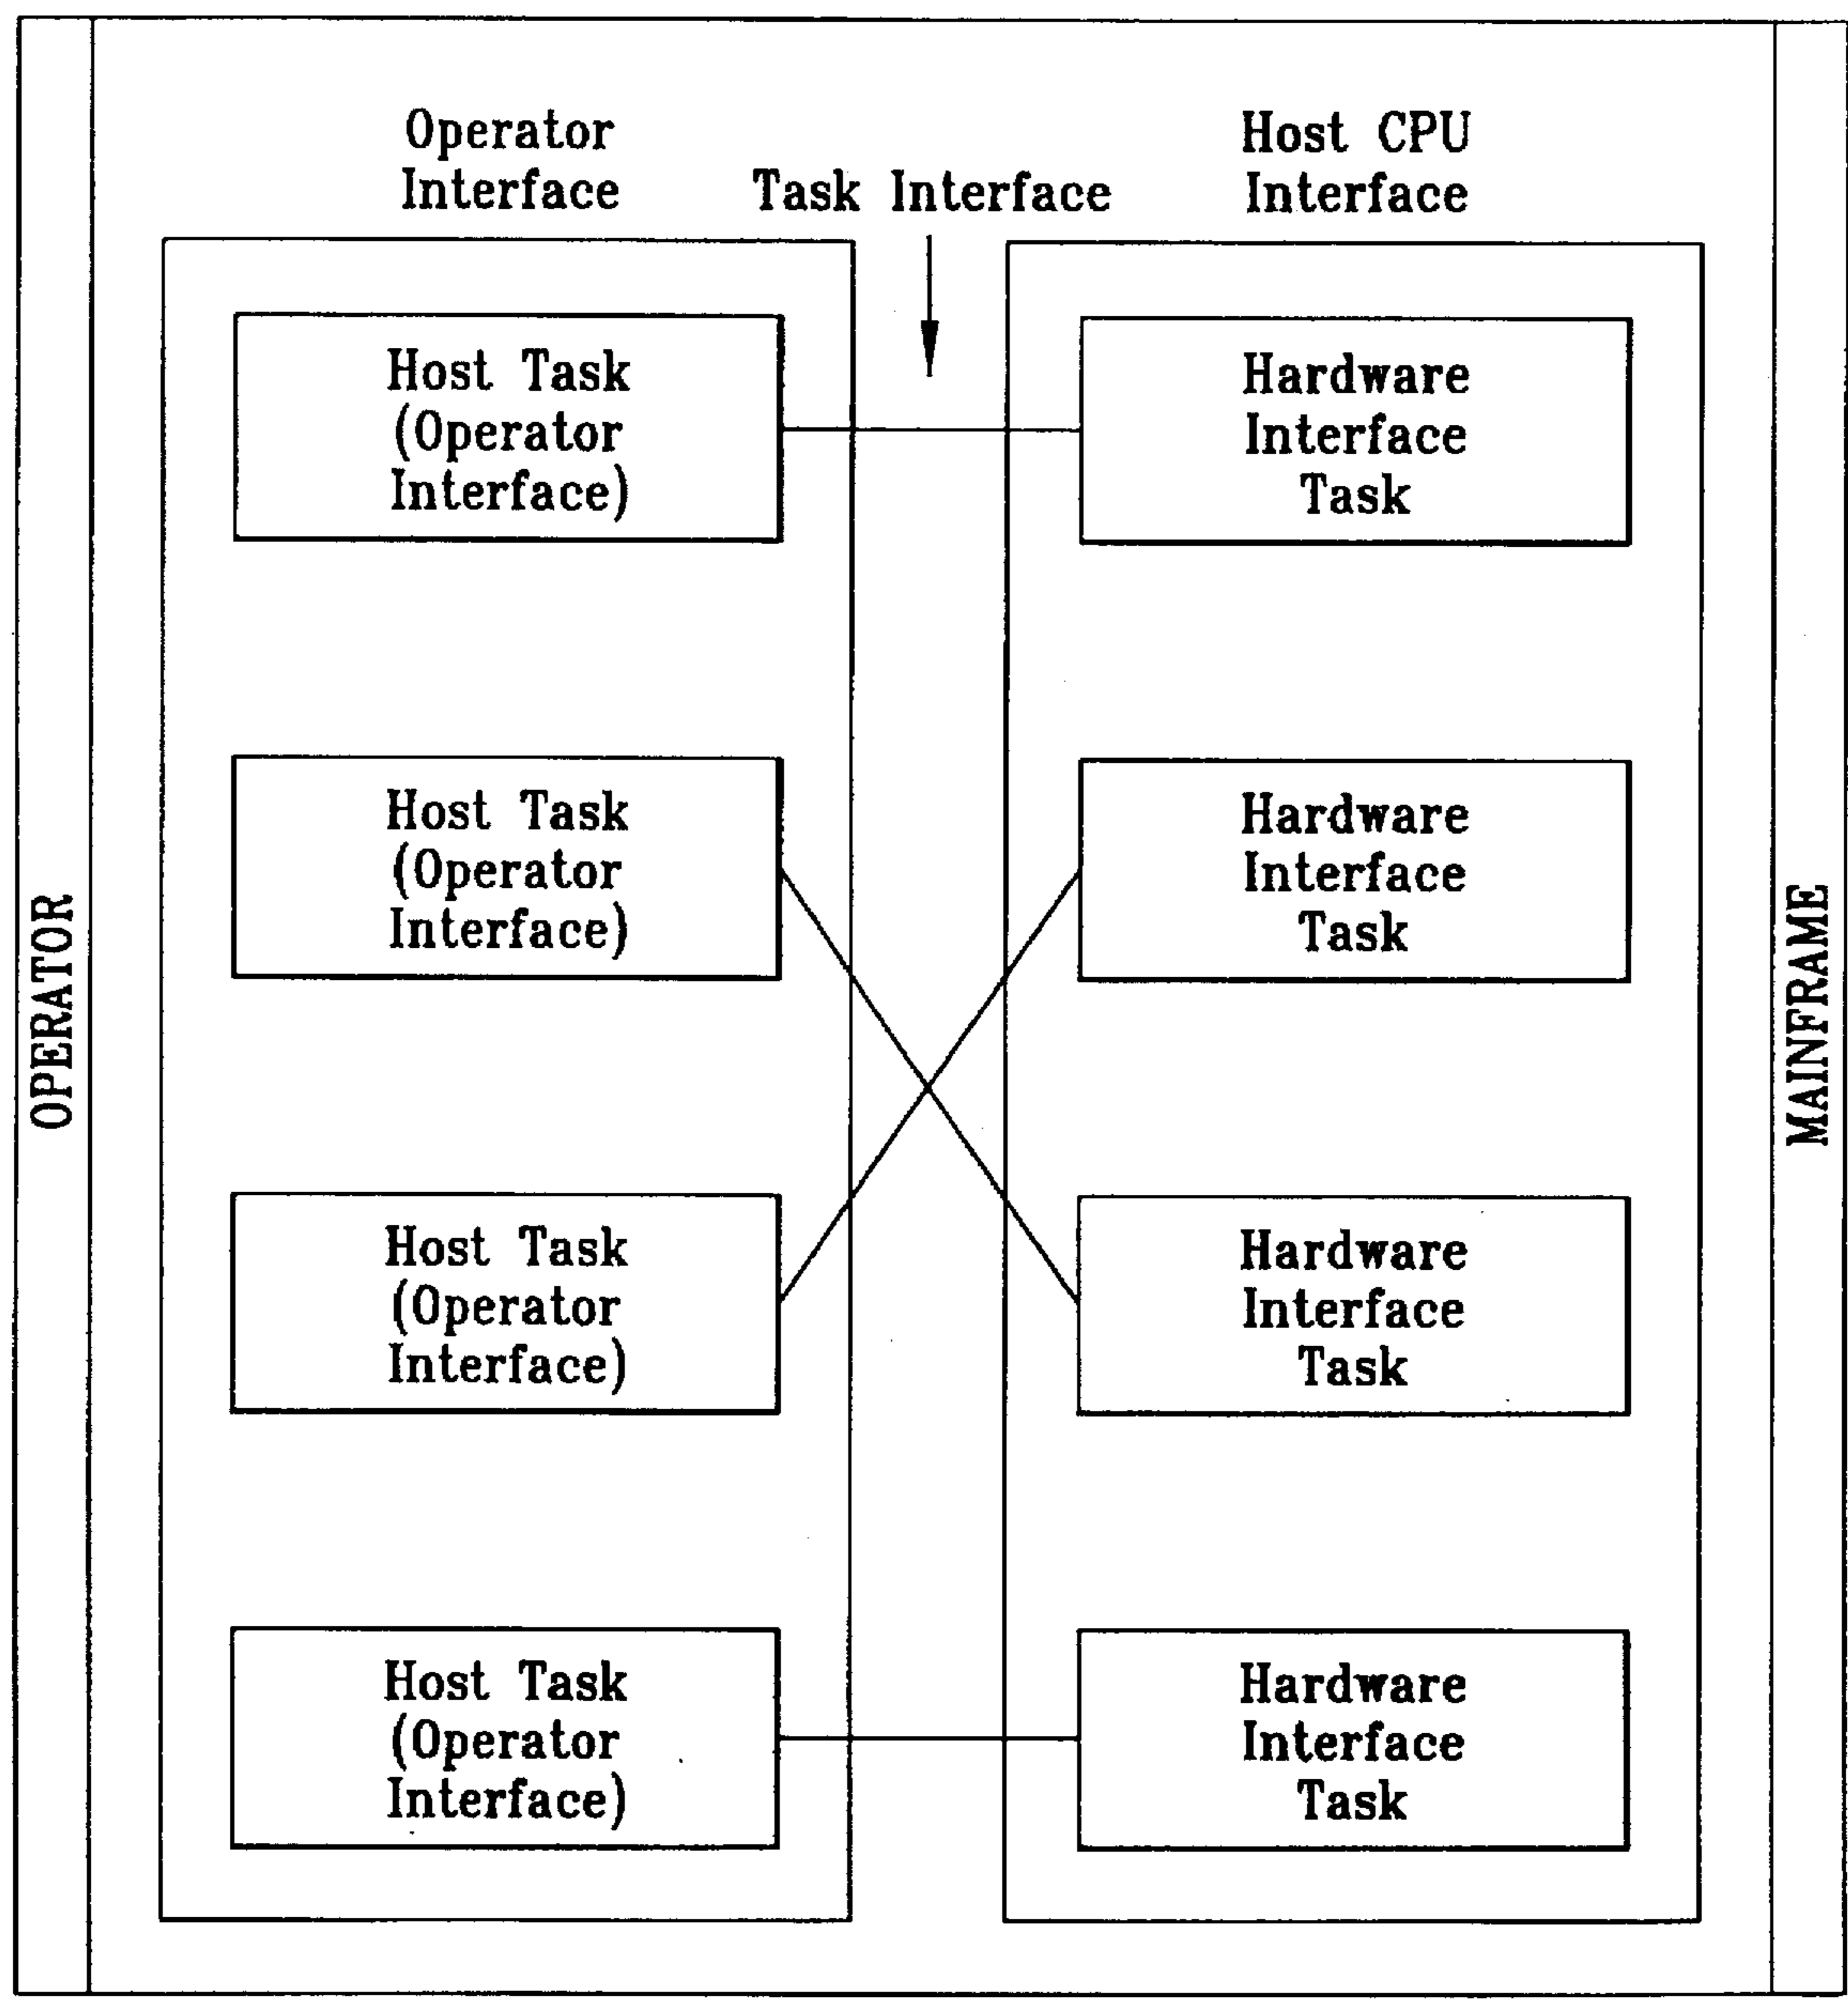 Operator
Interface
Task Interface
Host CPU
Interface
OPERATOR
Host Task
(Operator
Interface)
Hardware
Interface
Task
Host Task
(Operator
Interface)
Hardware
Interface
Task
Host Task
(Operator
Interface)
Hardware
Interface
Task
Host Task
(Operator
Interface)
Hardware
Interface
Task
MAINFRAME